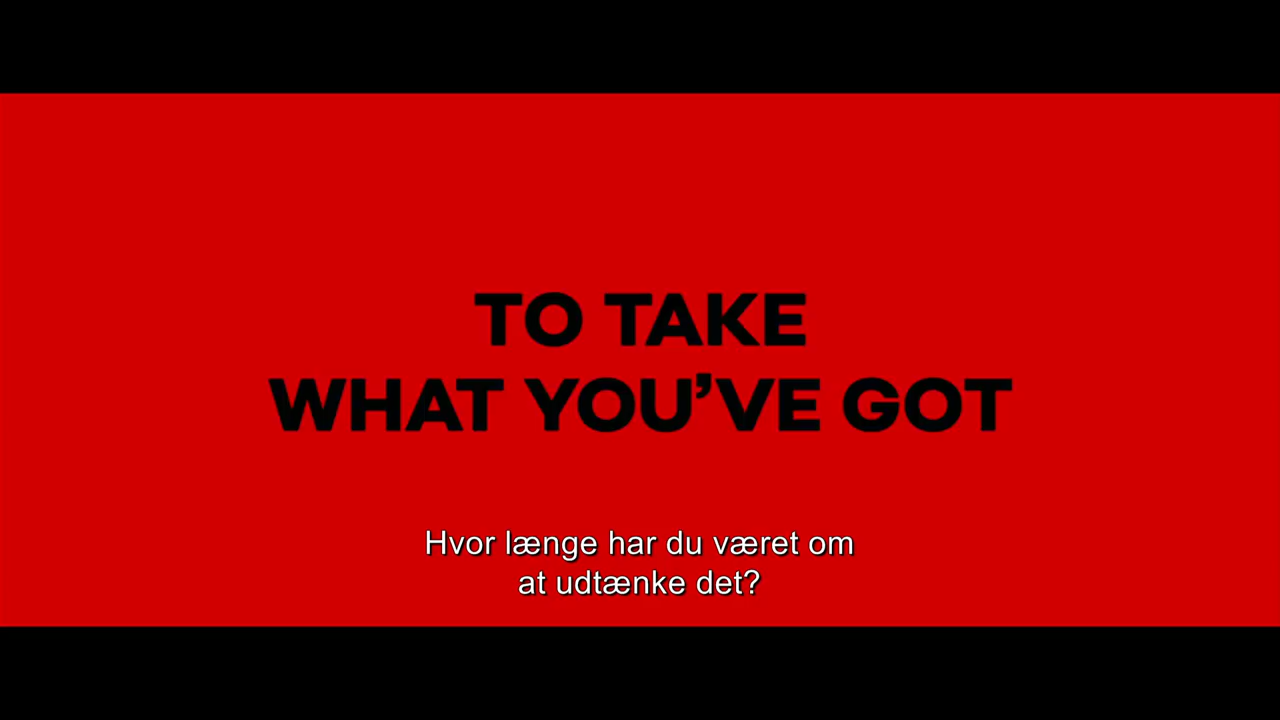 TO TAKE
WHAT YOU’VE GOT
Hvor længe har du været om
at udtænke det?